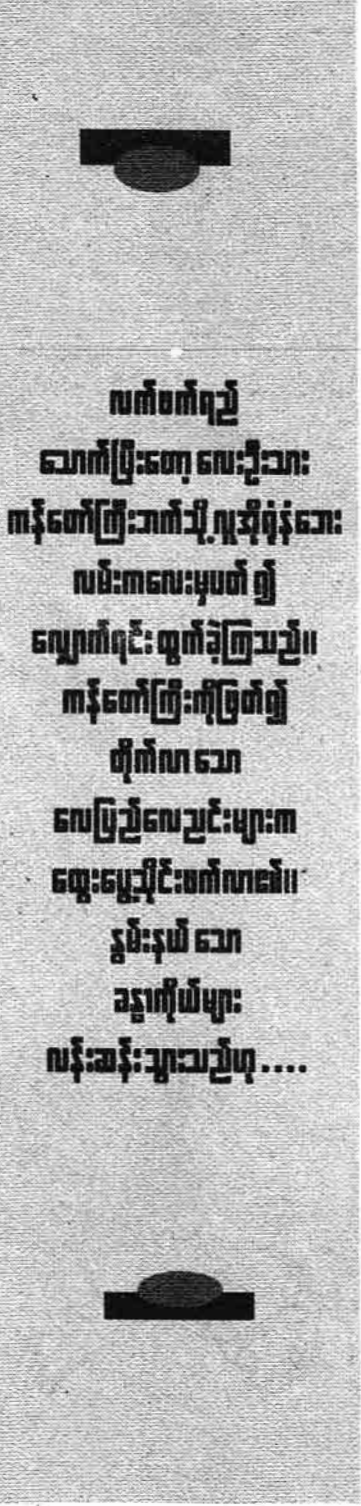 လက်ဖက်ရည်
သောက်ပြီးတော့ လေးဦးသား
ကန်တော်ကြီးဘက်သို့ လူအိုရုံနံဘေး
လမ်းကလေးမှပတ် ၍
လျှောက်ရင်း ထွက်ခဲ့ကြသည်။
ကန်တော်ကြီးကိုဖြတ်၍
တိုက်လာ သော
လေပြည်လေညင်းများက
ထွေးပွေ့သိုင်းဖက်လာ၏။
နွမ်းနယ် သော
ခန္ဓာကိုယ်များ
လန်းဆန်းသွားသည်ဟု ....